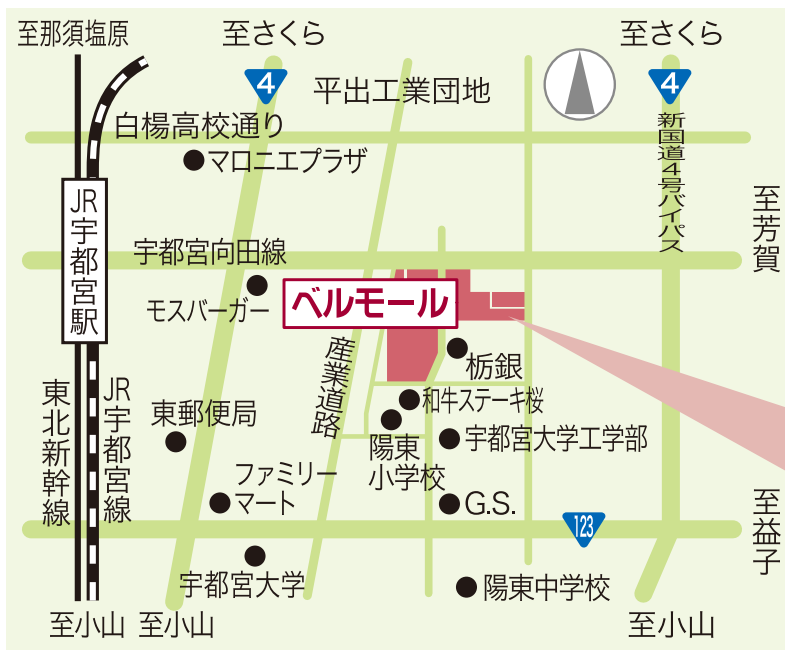 至那須塩原
至さくら
至さくら
4
4
平出工業団地
白楊高校通り
マロニエプラザ
新国道4号バイパス
至芳賀
JR宇都宮駅
宇都宮向田線
モスバーガー
ベルモール
産業道路
栃銀
和牛ステーキ桜
東北新幹線
JR宇都宮線
東郵便局
陽東
小学校
宇都宮大学工学部
ファミリー
マート
G.S.
123
至益子
宇都宮大学
陽東中学校
至小山
至小山
至小山